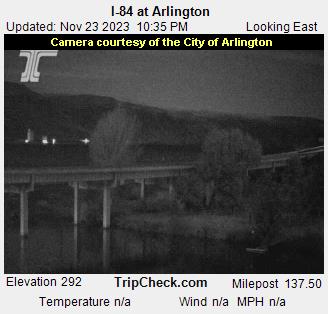 I-84 at Arlington
Updated: Nov 23 2023 10:35 PM Looking East
Camera courtesy of the City of Arlington
Elevation 292 TripCheck.com Milepost 137.50
Temperature n/a Wind n/a MPH n/a